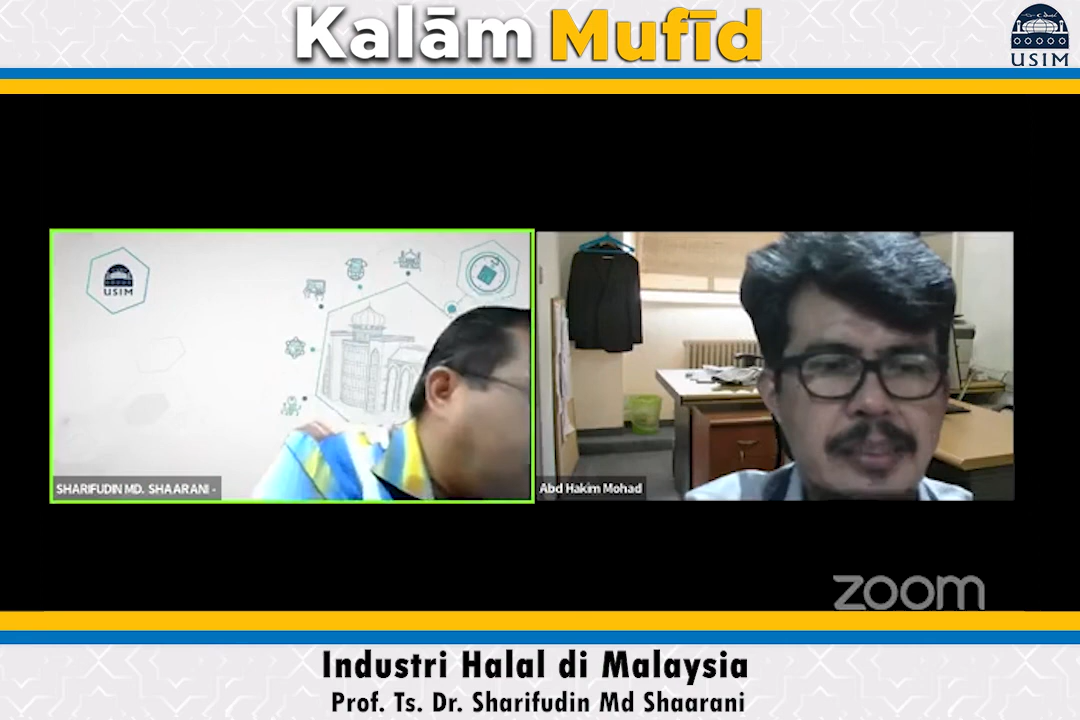 Kalām Mufīd
USIM
USIM
SHARIFUDIN MD. SHAARANI -
Abd Hakim Mohad
zoom
Industri Halal di Malaysia
Prof. Ts. Dr. Sharifudin Md Shaarani